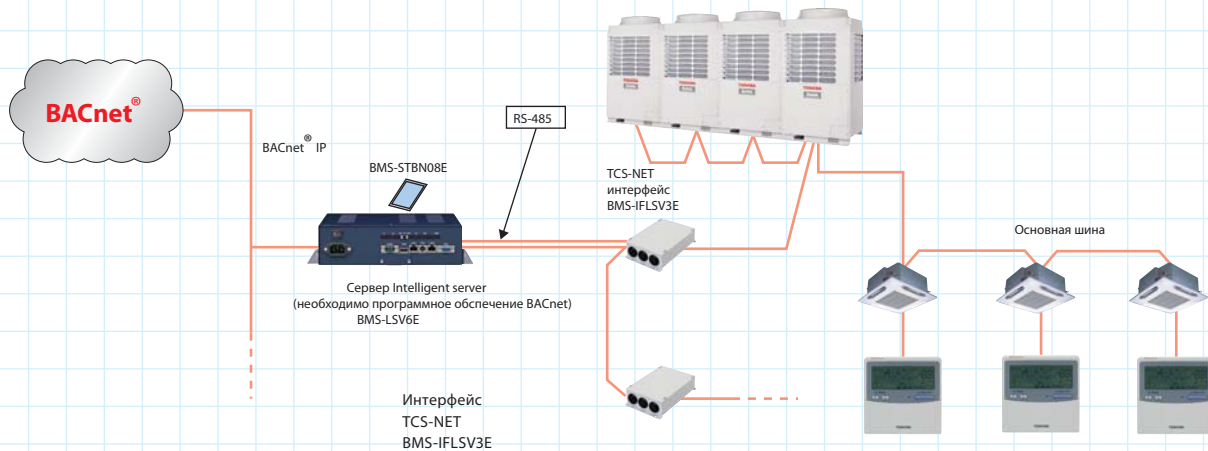 BACnet®
BACnet® IP
RS-485
BMS-STBN08E
TCS-NET
интерфейс
BMS-IFLSV3E
Основная шина
Сервер Intelligent server
(необходимо программное обспечение BACnet)
BMS-LSV6E
Интерфейс
TCS-NET
BMS-IFLSV3E